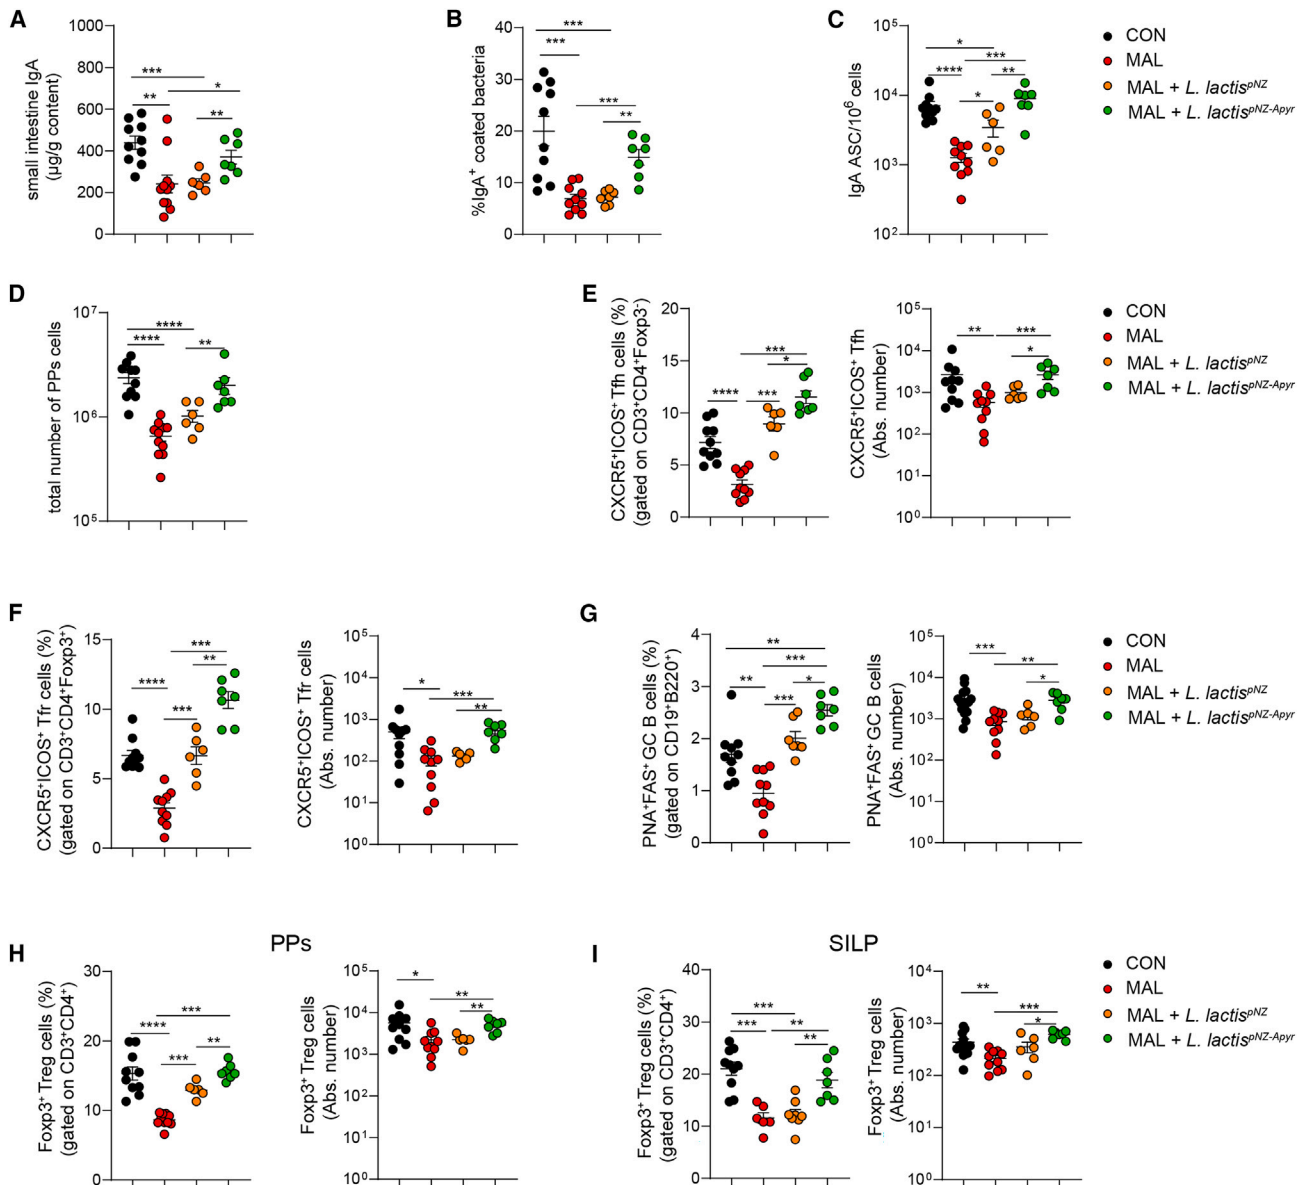 A
small intestine IgA
(µg/g content)
1000
800
600
400
200
0
***
**
*
**
B
%IgA⁺ coated bacteria
40
30
20
10
0
***
***
***
**
C
IgA ASC/10⁶ cells
10⁵
10⁴
10³
10²
*
***
****
**
*
CON
MAL
MAL + L. lactisᵖᴺᶻ
MAL + L. lactisᵖᴺᶻ⁻ᴬᵖʸʳ
D
total number of PPs cells
10⁷
10⁶
10⁵
****
****
**
E
CXCR5⁺ICOS⁺ Tfh cells (%)
(gated on CD3⁺CD4⁺Foxp3⁻)
20
15
10
5
0
***
*
****
***
CXCR5⁺ICOS⁺ Tfh
(Abs. number)
10⁵
10⁴
10³
10²
10¹
10⁰
**
***
*
CON
MAL
MAL + L. lactisᵖᴺᶻ
MAL + L. lactisᵖᴺᶻ⁻ᴬᵖʸʳ
F
CXCR5⁺ICOS⁺ Tfr cells (%)
(gated on CD3⁺CD4⁺Foxp3⁺)
15
10
5
0
***
**
****
***
CXCR5⁺ICOS⁺ Tfr cells
(Abs. number)
10⁵
10⁴
10³
10²
10¹
10⁰
*
***
**
G
PNA⁺FAS⁺ GC B cells (%)
(gated on CD19⁺B220⁺)
4
3
2
1
0
**
***
**
*
***
PNA⁺FAS⁺ GC B cells
(Abs. number)
10⁵
10⁴
10³
10²
10¹
10⁰
***
**
*
CON
MAL
MAL + L. lactisᵖᴺᶻ
MAL + L. lactisᵖᴺᶻ⁻ᴬᵖʸʳ
H
PPs
Foxp3⁺ Treg cells (%)
(gated on CD3⁺CD4⁺)
30
20
10
0
***
****
**
***
Foxp3⁺ Treg cells
(Abs. number)
10⁵
10⁴
10³
10²
10¹
10⁰
*
**
**
I
SILP
Foxp3⁺ Treg cells (%)
(gated on CD3⁺CD4⁺)
40
30
20
10
0
***
***
**
**
Foxp3⁺ Treg cells
(Abs. number)
10⁴
10³
10²
10¹
10⁰
**
***
*
CON
MAL
MAL + L. lactisᵖᴺᶻ
MAL + L. lactisᵖᴺᶻ⁻ᴬᵖʸʳ